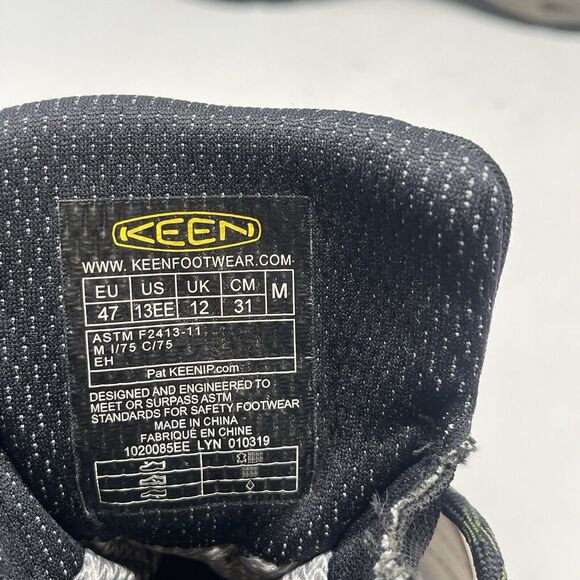 KEEN
WWW. KEENFOOTWEAR.COM
EU US UK CM M
47 13EE 12 31
ASTM F2413-11
M I/75 C/75
EH
Pat KEENIP.com
DESIGNED AND ENGINEERED TO
MEET OR SURPASS ASTM
STANDARDS FOR SAFETY FOOTWEAR
MADE IN CHINA
FABRIQUÉ EN CHINE
1020085EE LYN 010319